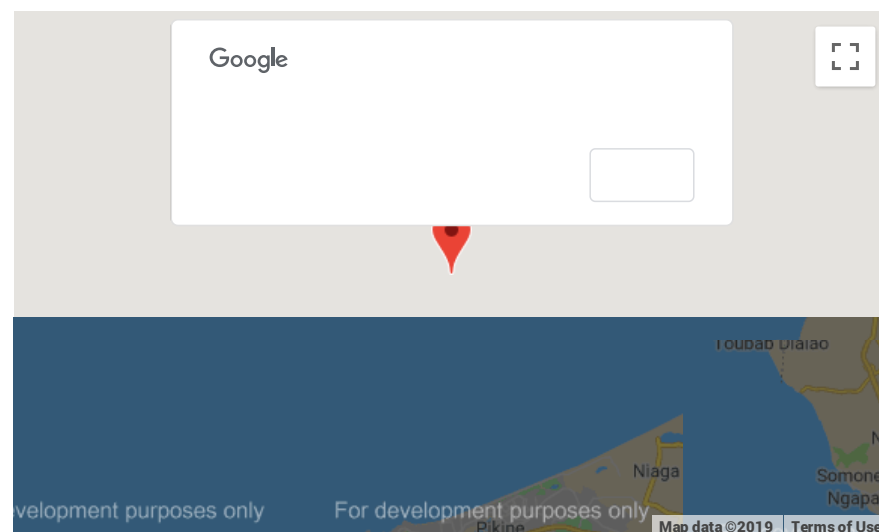 Google
Toubab Dialao
Niaga
Somone
Ngapa
velopment purposes only
For development purposes only
Pikine
Map data ©2019
Terms of Use